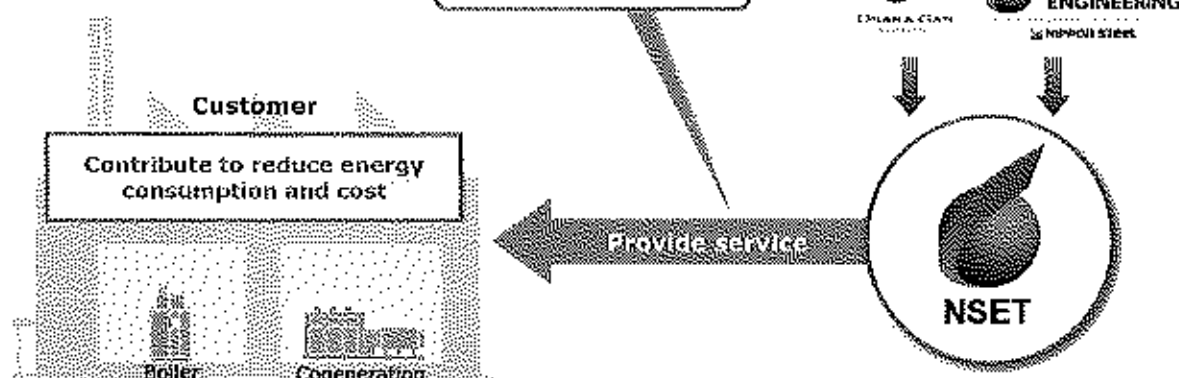 ENGINEERING
NIPPON STEEL
Customer
Contribute to reduce energy
consumption and cost
Provide service
NSET
Boiler
Cogeneration